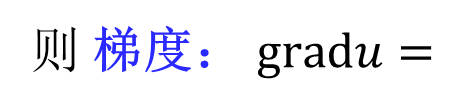 则 梯度： grad𝑢 =